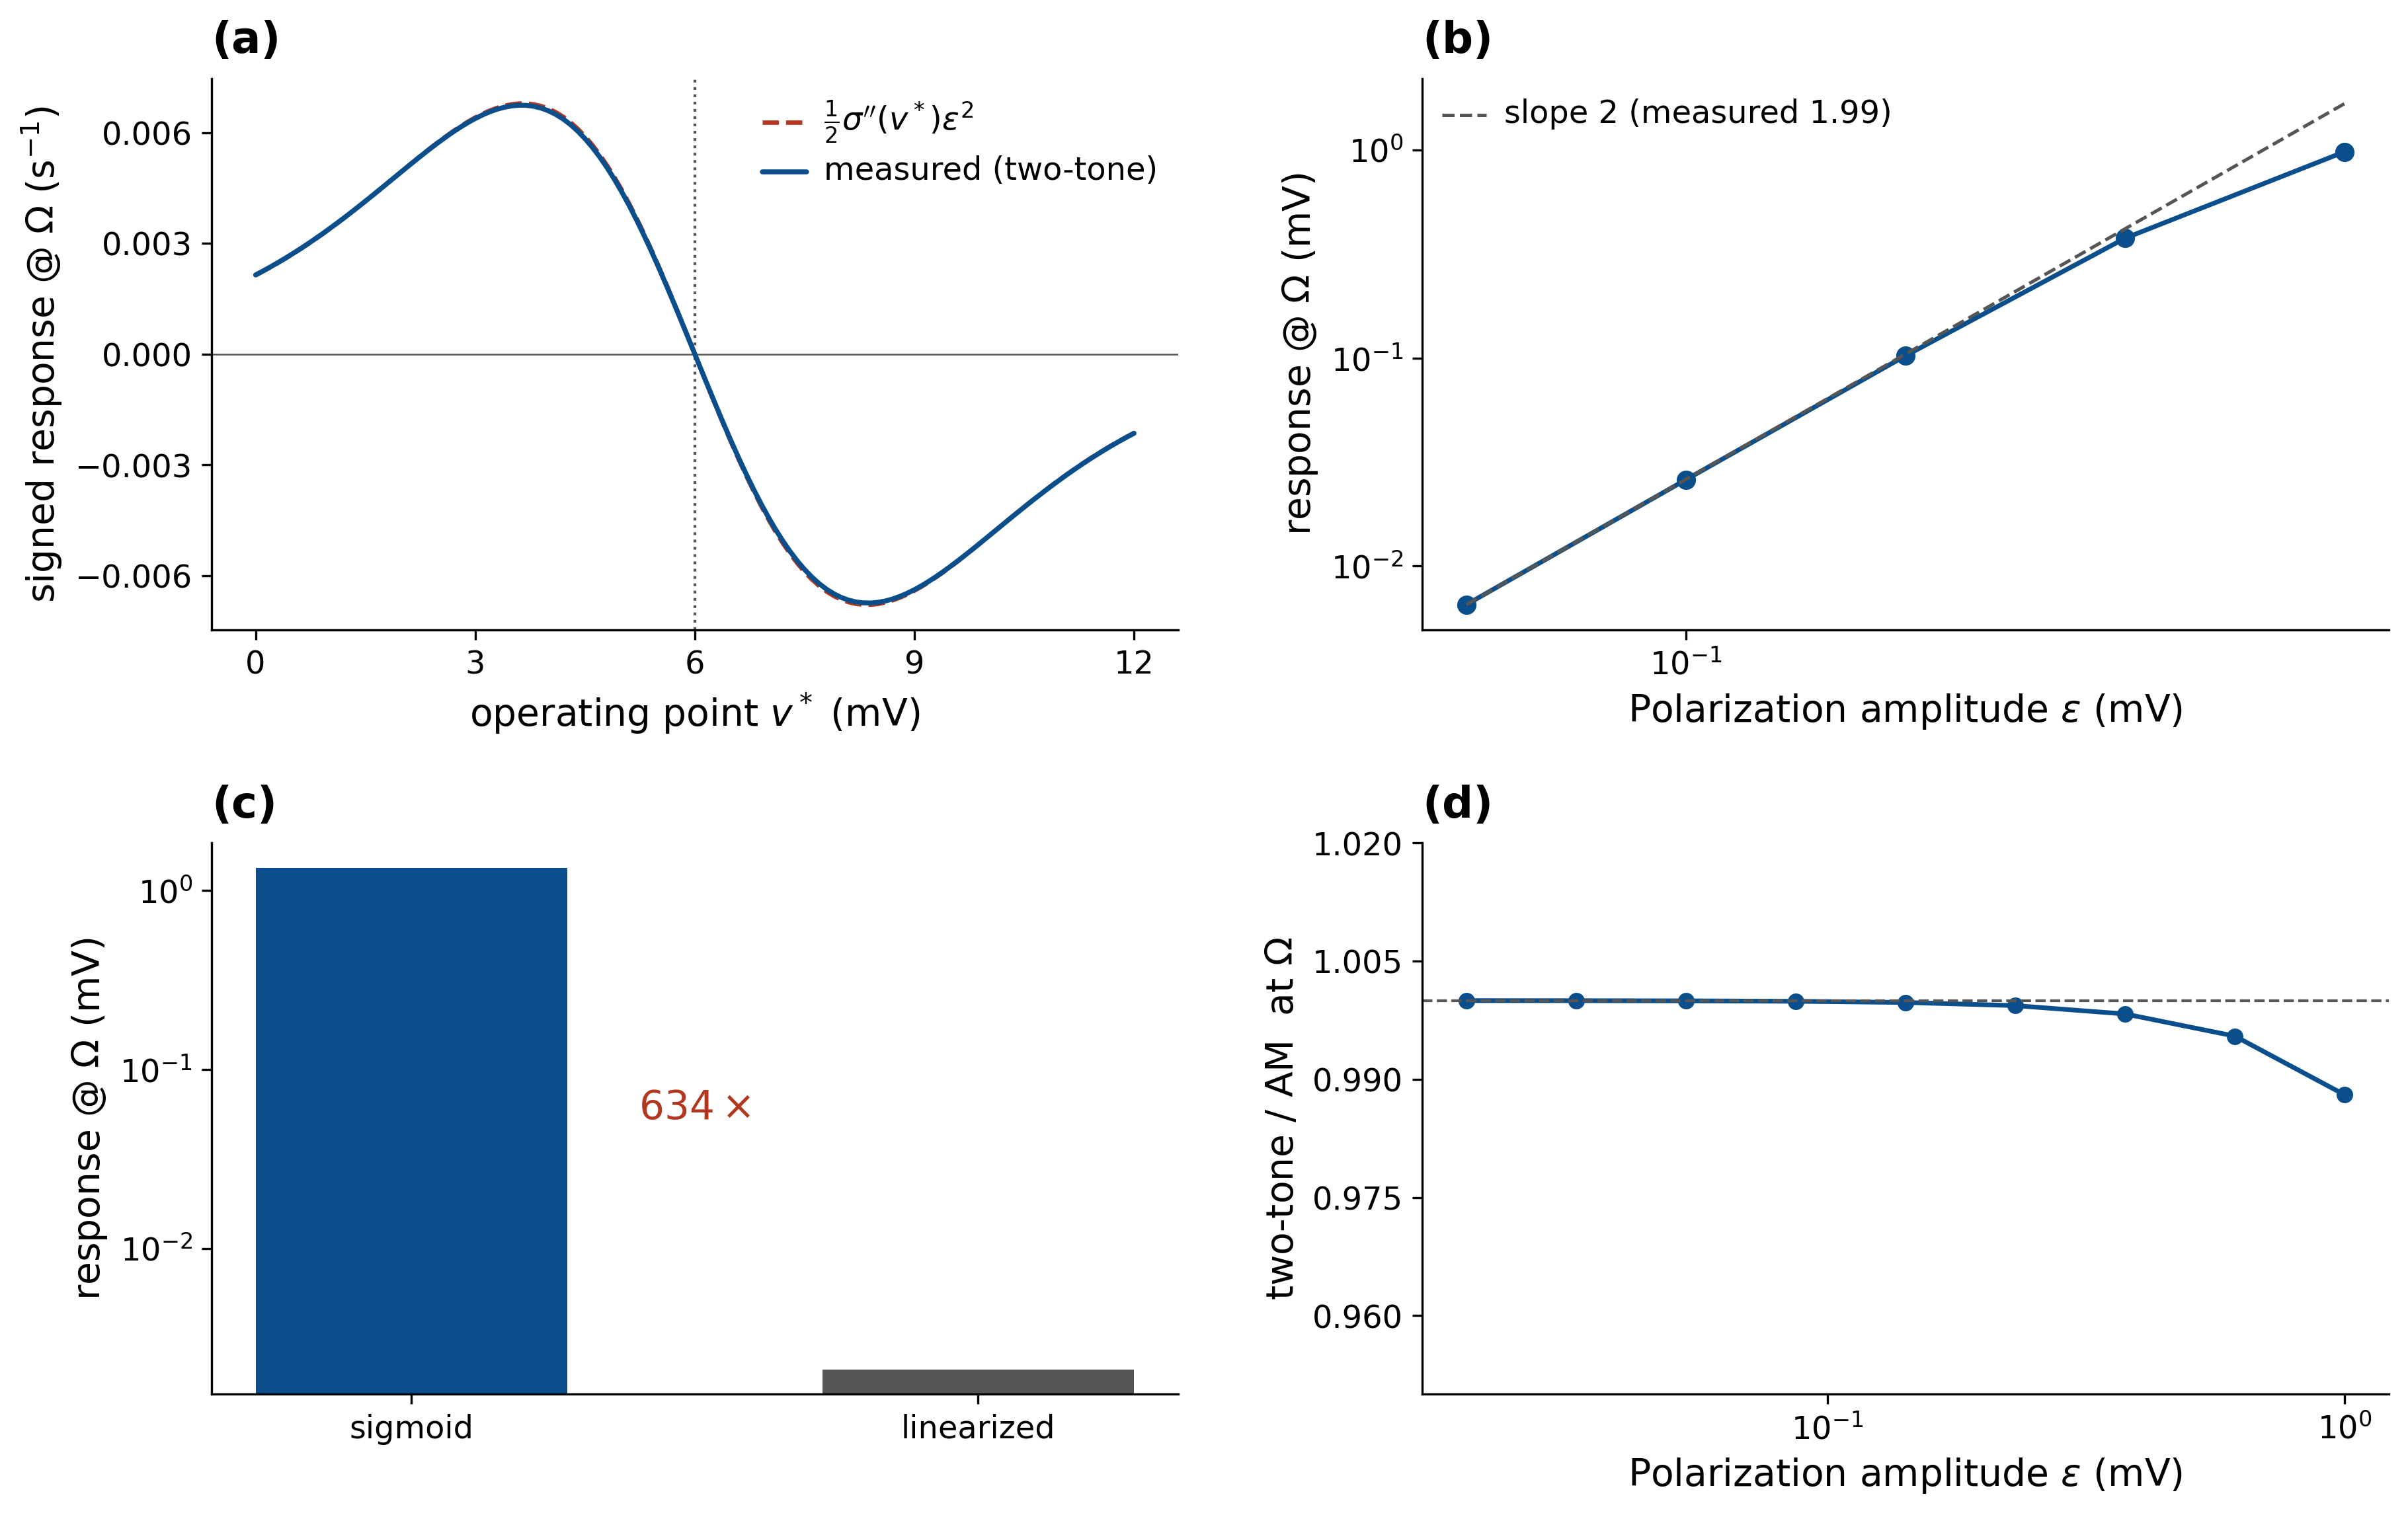 (a)
signed response @ Ω (s⁻¹)
0.006
0.003
0.000
−0.003
−0.006
½σ″(v*)ε²
measured (two-tone)
0 3 6 9 12
operating point v* (mV)
(b)
response @ Ω (mV)
10⁰
10⁻¹
10⁻²
slope 2 (measured 1.99)
10⁻¹
Polarization amplitude ε (mV)
(c)
response @ Ω (mV)
10⁰
10⁻¹
10⁻²
634 ×
sigmoid linearized
(d)
two-tone / AM at Ω
1.020
1.005
0.990
0.975
0.960
10⁻¹ 10⁰
Polarization amplitude ε (mV)